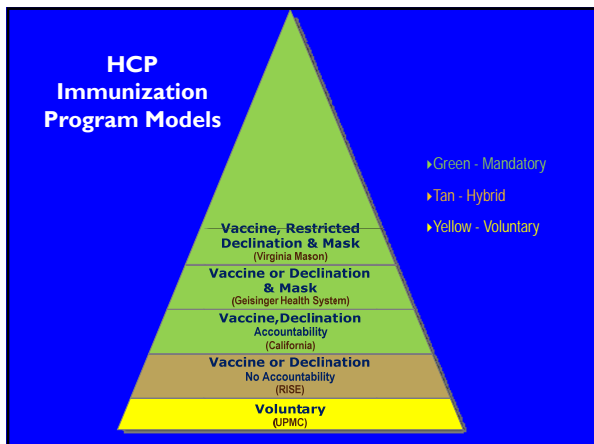 HCP
Immunization
Program Models
Green - Mandatory
Tan - Hybrid
Yellow - Voluntary
Vaccine, Restricted
Declination & Mask
(Virginia Mason)
Vaccine or Declination
& Mask
(Geisinger Health System)
Vaccine,Declination
Accountability
(California)
Vaccine or Declination
No Accountability
(RISE)
Voluntary
(UPMC)